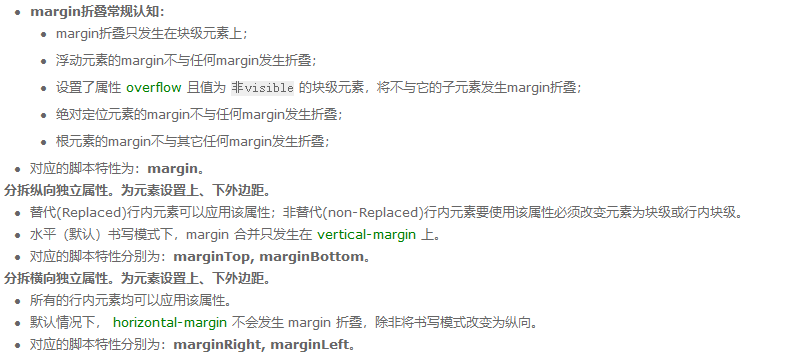 margin折叠常规认知：
margin折叠只发生在块级元素上；
浮动元素的margin不与任何margin发生折叠；
设置了属性 overflow 且值为 非visible 的块级元素，将不与它的子元素发生margin折叠；
绝对定位元素的margin不与任何margin发生折叠；
根元素的margin不与其它任何margin发生折叠；
对应的脚本特性为：margin。
分拆纵向独立属性。为元素设置上、下外边距。
替代(Replaced)行内元素可以应用该属性；非替代(non-Replaced)行内元素要使用该属性必须改变元素为块级或行内块级。
水平（默认）书写模式下，margin 合并只发生在 vertical-margin 上。
对应的脚本特性分别为：marginTop, marginBottom。
分拆横向独立属性。为元素设置上、下外边距。
所有的行内元素均可以应用该属性。
默认情况下， horizontal-margin 不会发生 margin 折叠，除非将书写模式改变为纵向。
对应的脚本特性分别为：marginRight, marginLeft。